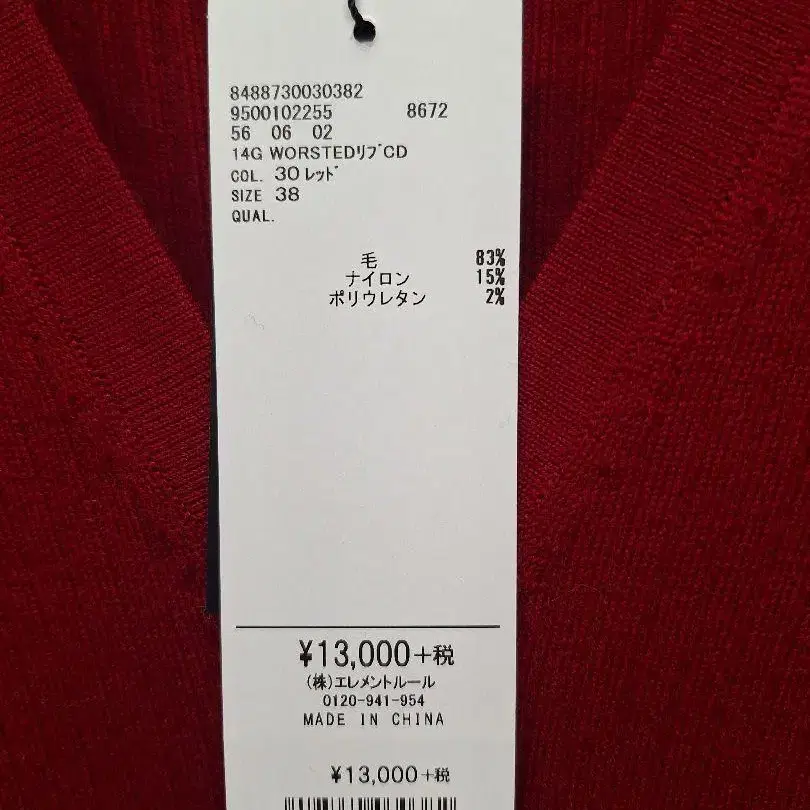 8488730030382
9500102255 8672
56 06 02
14G WORSTEDﾘﾌﾞCD
COL. 30 ﾚｯﾄﾞ
SIZE 38
QUAL.
毛 83%
ナイロン 15%
ポリウレタン 2%
¥13,000+税
(株)エレメントルール
0120-941-954
MADE IN CHINA
¥13,000+税